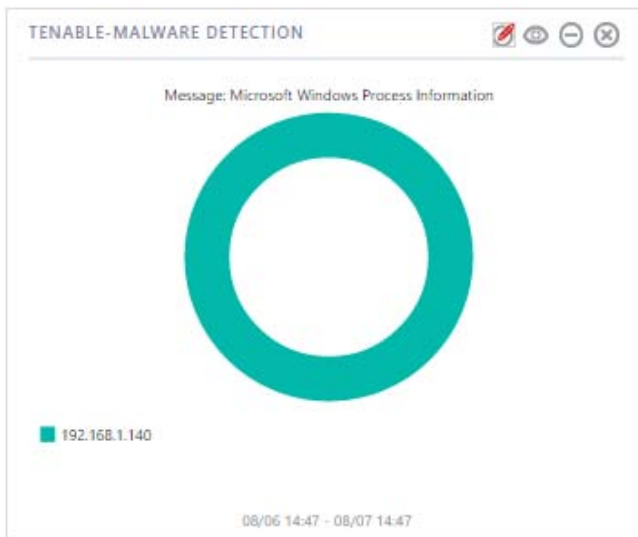 TENABLE-MALWARE DETECTION
Message: Microsoft Windows Process Information
192.168.1.140
08/06 14:47 - 08/07 14:47